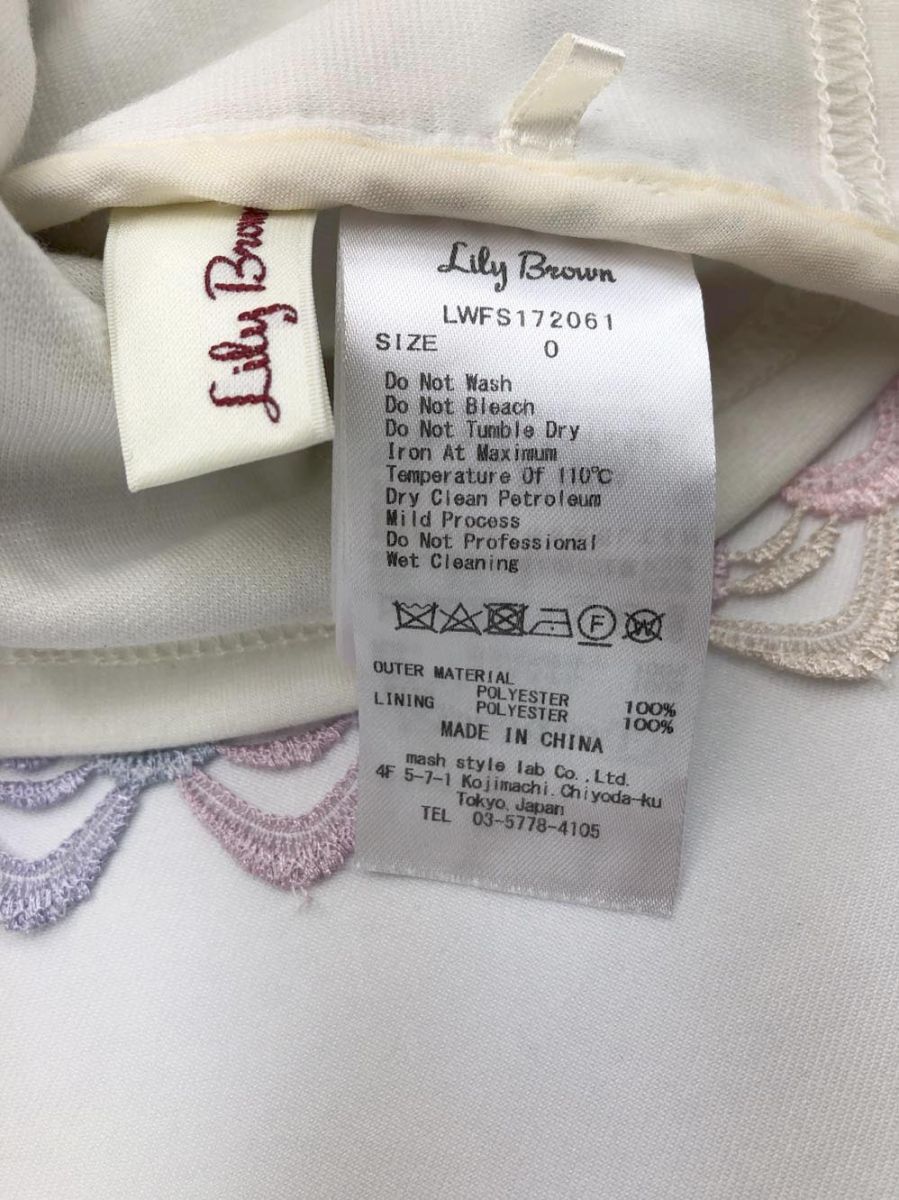 Lily Brown
Lily Brown
LWFS172061
SIZE 0
Do Not Wash
Do Not Bleach
Do Not Tumble Dry
Iron At Maximum
Temperature Of 110℃
Dry Clean Petroleum
Mild Process
Do Not Professional
Wet Cleaning
F W
OUTER MATERIAL
POLYESTER 100%
LINING POLYESTER 100%
MADE IN CHINA
mash style lab Co.,Ltd.
4F 5-7-1 Kojimachi.Chiyoda-ku
Tokyo,Japan
TEL 03-5778-4105